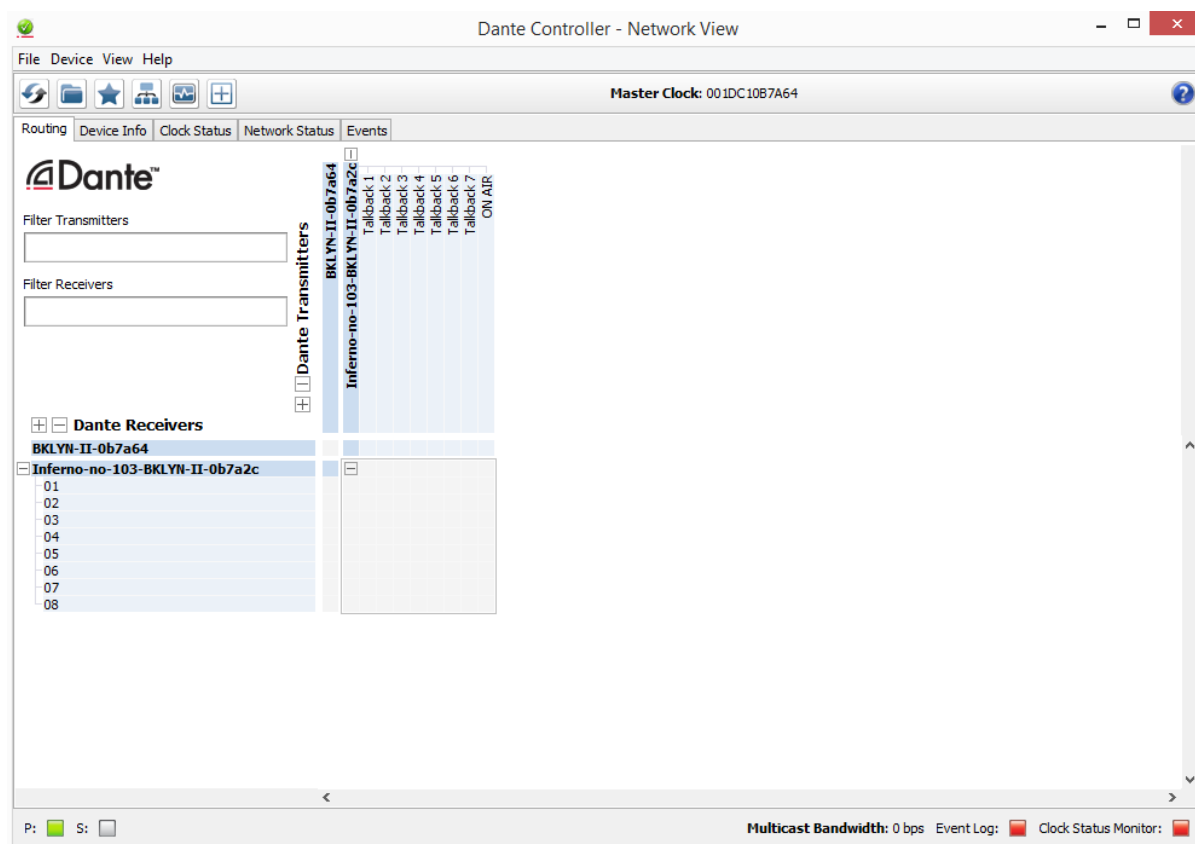 Dante Controller - Network View
File Device View Help
Master Clock: 001DC10B7A64
Routing Device Info Clock Status Network Status Events
Dante™
Filter Transmitters
Filter Receivers
Dante Transmitters
BKLYN-II-0b7a64
Inferno-no-103-BKLYN-II-0b7a2c
Talkback 1
Talkback 2
Talkback 3
Talkback 4
Talkback 5
Talkback 6
Talkback 7
ON AIR
Dante Receivers
BKLYN-II-0b7a64
Inferno-no-103-BKLYN-II-0b7a2c
01
02
03
04
05
06
07
08
P: S: Multicast Bandwidth: 0 bps Event Log: Clock Status Monitor: